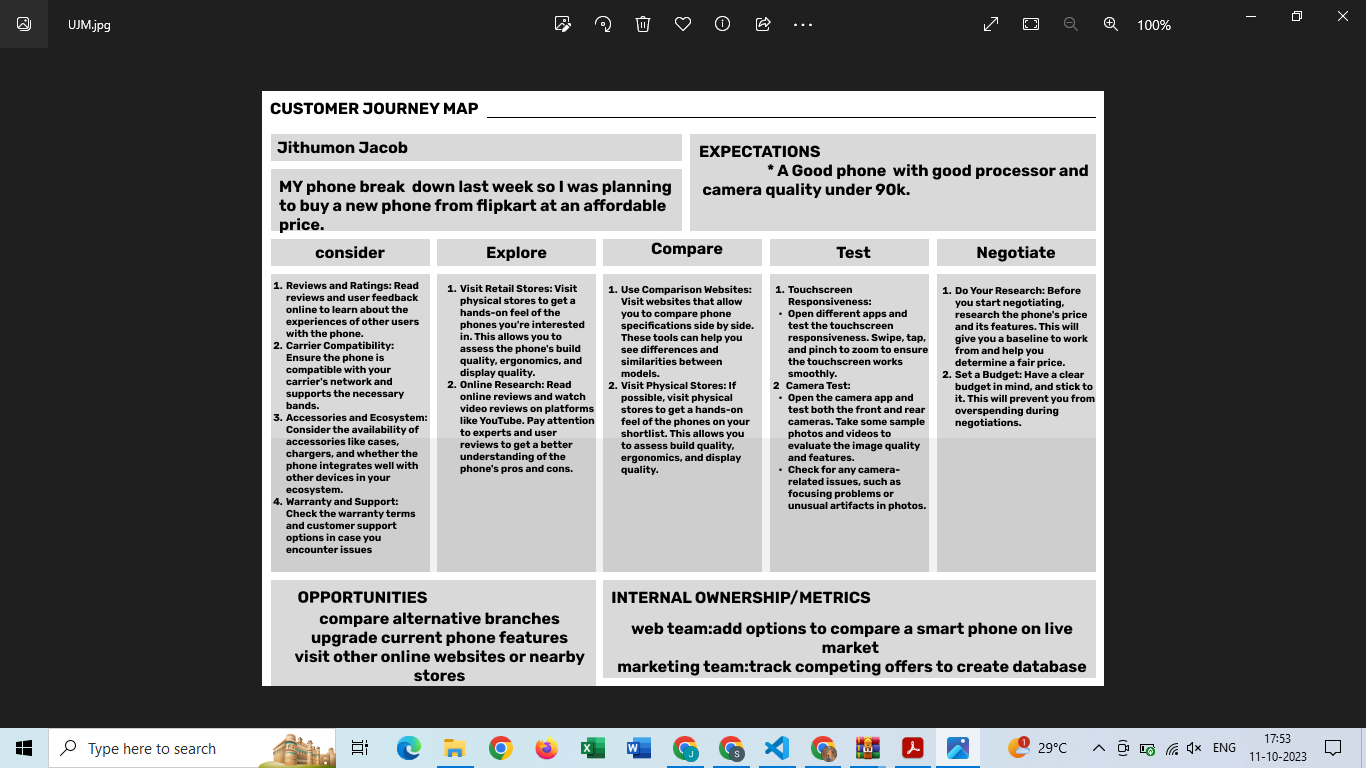 UJM.jpg
100%
CUSTOMER JOURNEY MAP
Jithumon Jacob
MY phone break down last week so I was planning
to buy a new phone from flipkart at an affordable
price.
EXPECTATIONS
* A Good phone with good processor and
camera quality under 90k.
consider
Explore
Compare
Test
Negotiate
1. Reviews and Ratings: Read
reviews and user feedback
online to learn about the
experiences of other users
with the phone.
2. Carrier Compatibility:
Ensure the phone is
compatible with your
carrier's network and
supports the necessary
bands.
3. Accessories and Ecosystem:
Consider the availability of
accessories like cases,
chargers, and whether the
phone integrates well with
other devices in your
ecosystem.
4. Warranty and Support:
Check the warranty terms
and customer support
options in case you
encounter issues
1. Visit Retail Stores: Visit
physical stores to get a
hands-on feel of the
phones you're interested
in. This allows you to
assess the phone's build
quality, ergonomics, and
display quality.
2. Online Research: Read
online reviews and watch
video reviews on platforms
like YouTube. Pay attention
to experts and user
reviews to get a better
understanding of the
phone's pros and cons.
1. Use Comparison Websites:
Visit websites that allow
you to compare phone
specifications side by side.
These tools can help you
see differences and
similarities between
models.
2. Visit Physical Stores: If
possible, visit physical
stores to get a hands-on
feel of the phones on your
shortlist. This allows you
to assess build quality,
ergonomics, and display
quality.
1. Touchscreen
Responsiveness:
• Open different apps and
test the touchscreen
responsiveness. Swipe, tap,
and pinch to zoom to ensure
the touchscreen works
smoothly.
2 Camera Test:
• Open the camera app and
test both the front and rear
cameras. Take some sample
photos and videos to
evaluate the image quality
and features.
• Check for any camera-
related issues, such as
focusing problems or
unusual artifacts in photos.
1. Do Your Research: Before
you start negotiating,
research the phone's price
and its features. This will
give you a baseline to work
from and help you
determine a fair price.
2. Set a Budget: Have a clear
budget in mind, and stick to
it. This will prevent you from
overspending during
negotiations.
OPPORTUNITIES
compare alternative branches
upgrade current phone features
visit other online websites or nearby
stores
INTERNAL OWNERSHIP/METRICS
web team:add options to compare a smart phone on live
market
marketing team:track competing offers to create database
Type here to search
J
S
1
29°C
ENG
17:53
11-10-2023